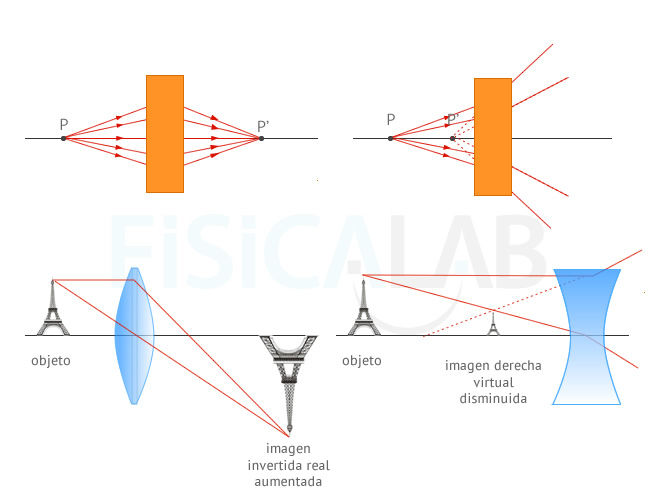 P
P'
P
P'
FiSiCALAB
objeto
imagen
invertida real
aumentada
objeto
imagen derecha
virtual
disminuida